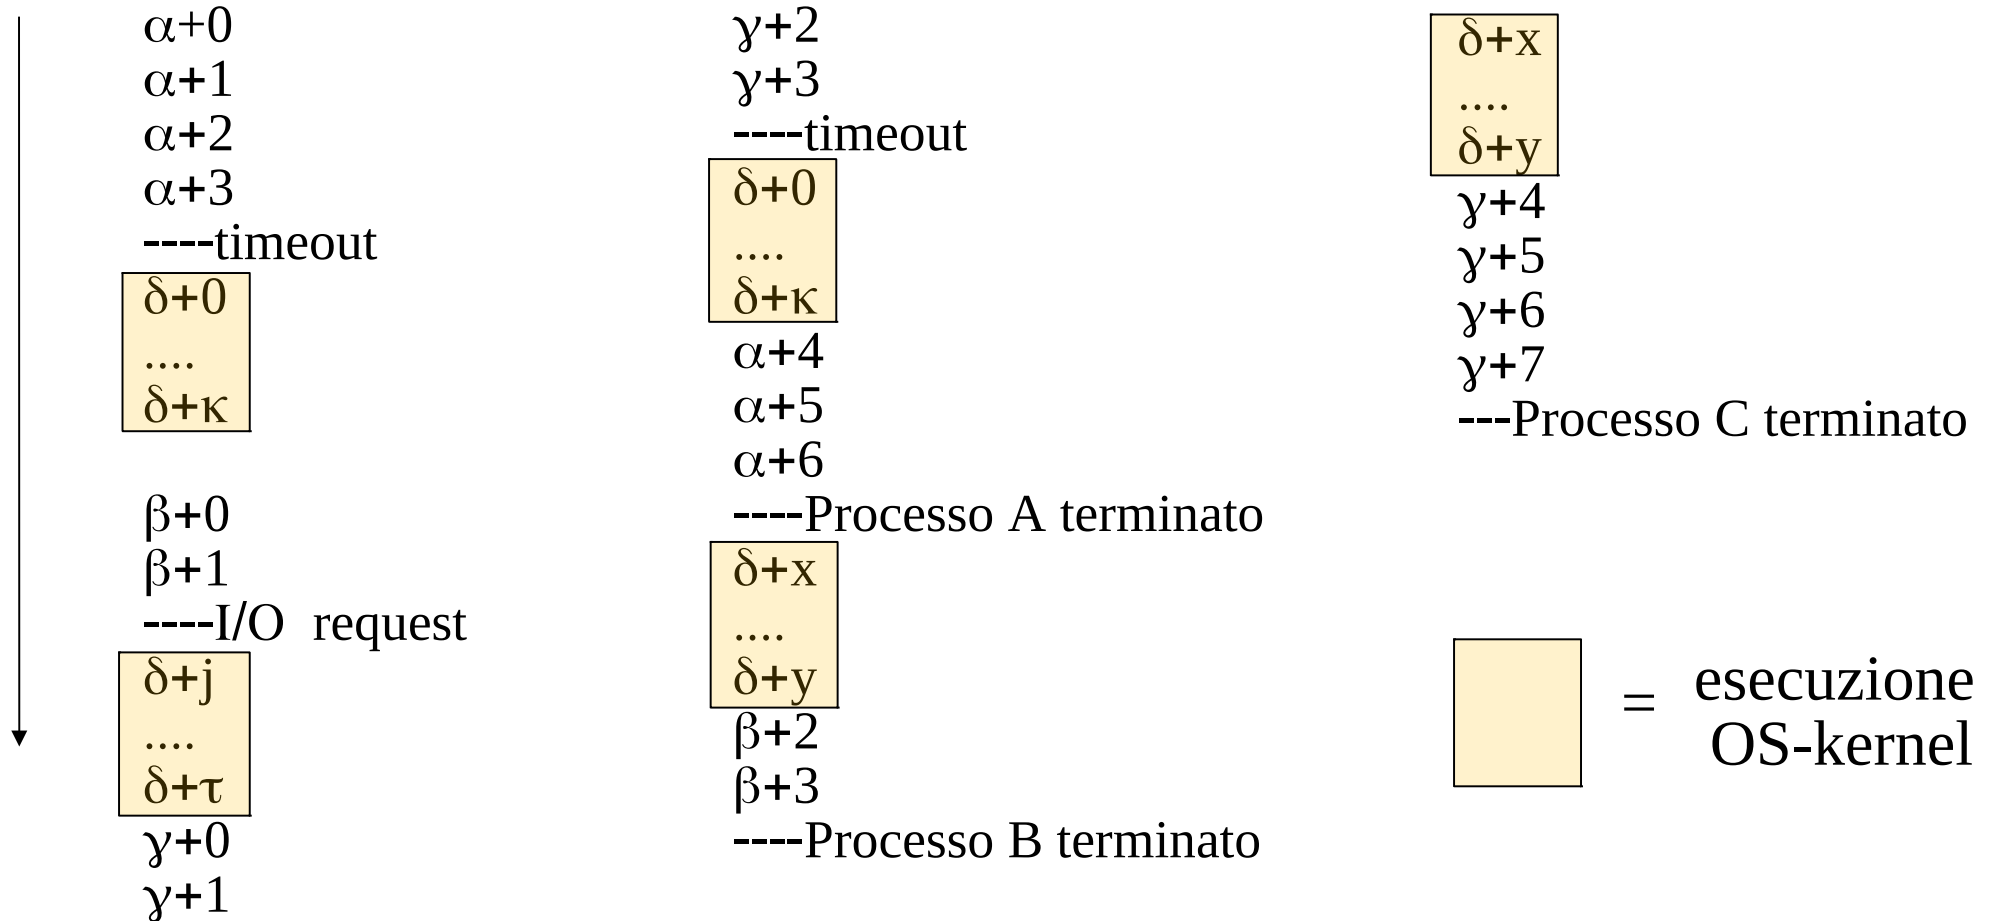 α+0
α+1
α+2
α+3
----timeout
δ+0
....
δ+κ
β+0
β+1
----I/O request
δ+j
....
δ+τ
γ+0
γ+1
γ+2
γ+3
----timeout
δ+0
....
δ+κ
α+4
α+5
α+6
----Processo A terminato
δ+x
....
δ+y
β+2
β+3
----Processo B terminato
δ+x
....
δ+y
γ+4
γ+5
γ+6
γ+7
---Processo C terminato
= esecuzione
OS-kernel